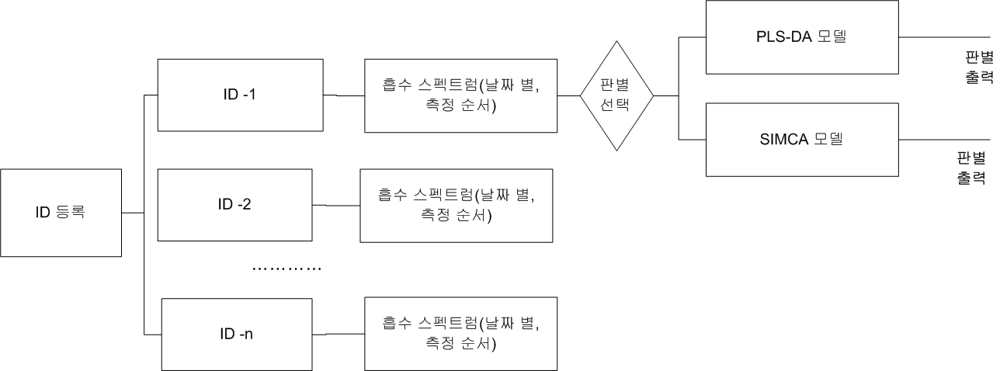 ID 등록
ID -1
흡수 스펙트럼(날짜 별,
측정 순서)
판별
선택
PLS-DA 모델
판별
출력
SIMCA 모델
판별
출력
ID -2
흡수 스펙트럼(날짜 별,
측정 순서)
…………
ID -n
흡수 스펙트럼(날짜 별,
측정 순서)